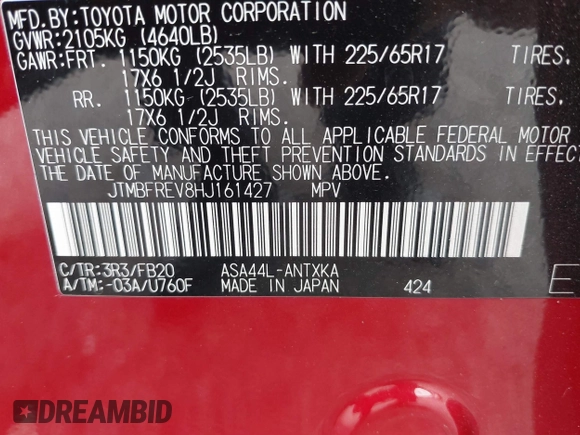 MFD.BY:TOYOTA MOTOR CORPORATION
GVWR:2105KG (4640LB)
GAWR:FRT. 1150KG (2535LB) WITH 225/65R17 TIRES,
17X6 1/2J RIMS.
RR. 1150KG (2535LB) WITH 225/65R17 TIRES,
17X6 1/2J RIMS.
THIS VEHICLE CONFORMS TO ALL APPLICABLE FEDERAL MOTOR
VEHICLE SAFETY AND THEFT PREVENTION STANDARDS IN EFFEC
THE DATE OF MANUFACTURE SHOWN ABOVE.
JTMBFREV8HJ161427 MPV
C/TR:3R3/FB20 ASA44L-ANTXKA
A/TM:-03A/U760F MADE IN JAPAN 424
DREAMBID